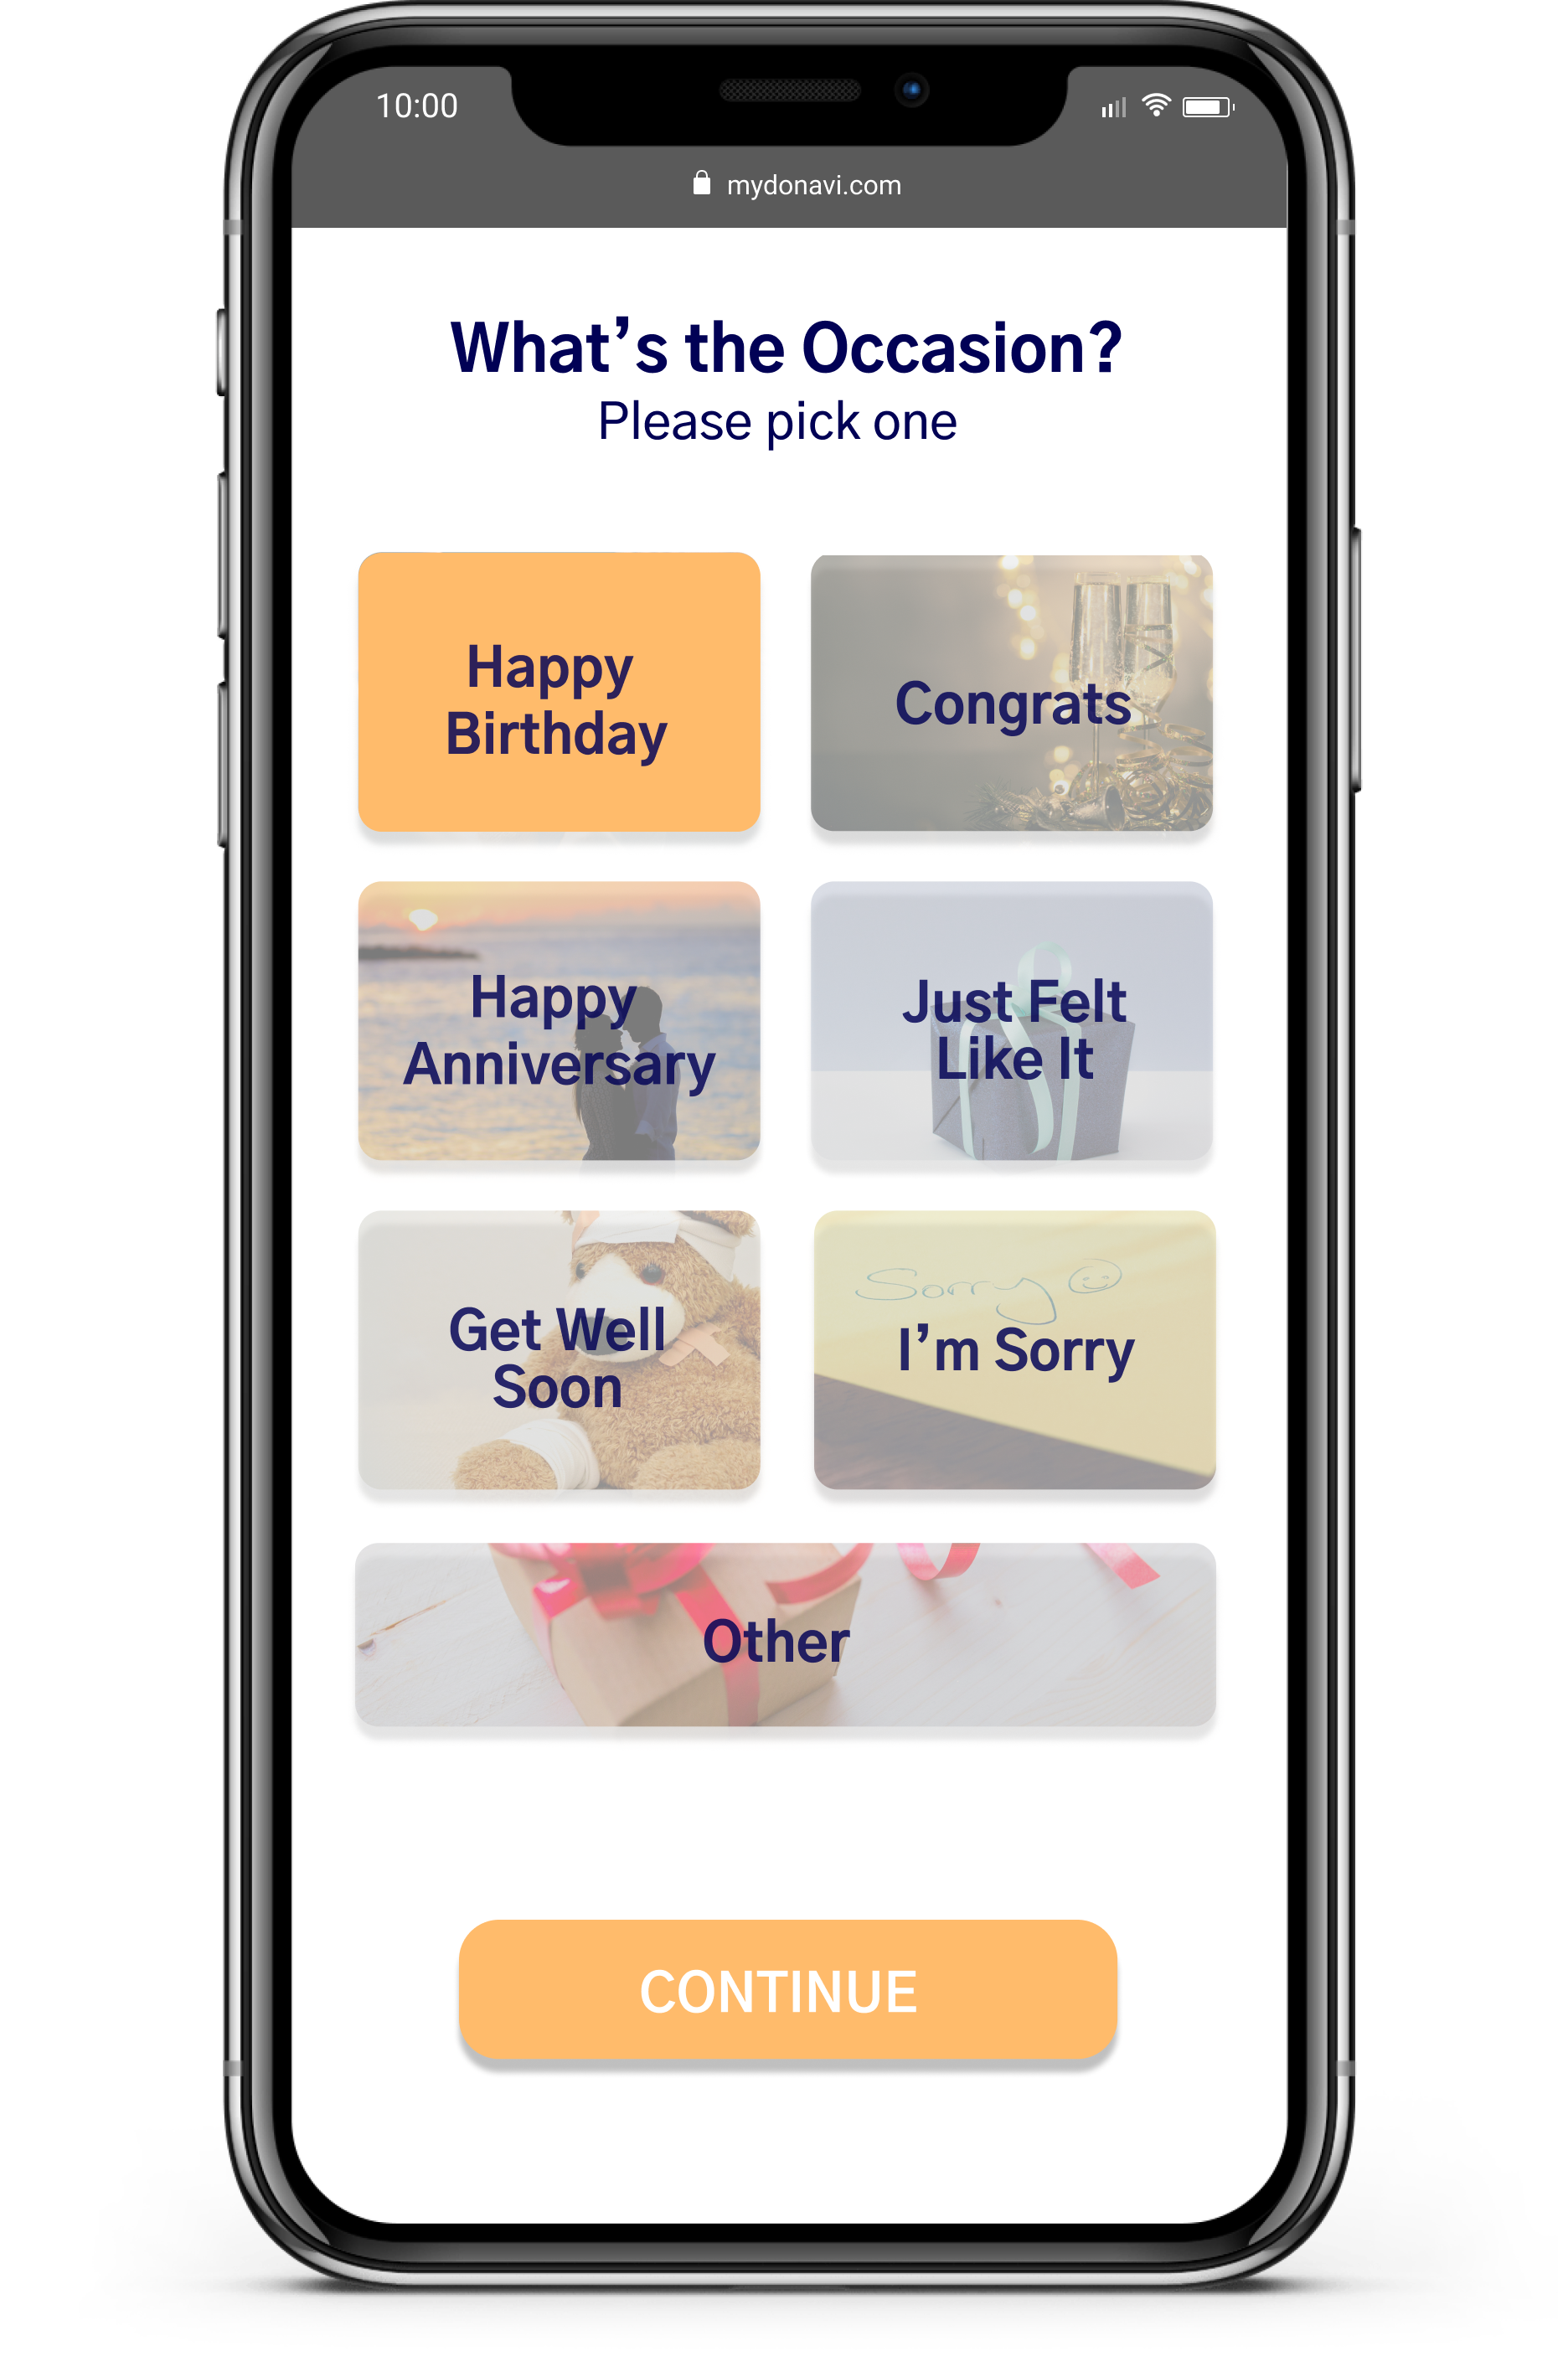 10:00
mydonavi.com
What’s the Occasion?
Please pick one
Happy
Birthday
Congrats
Happy
Anniversary
Just Felt
Like It
Get Well
Soon
Sorry
I’m Sorry
Other
CONTINUE